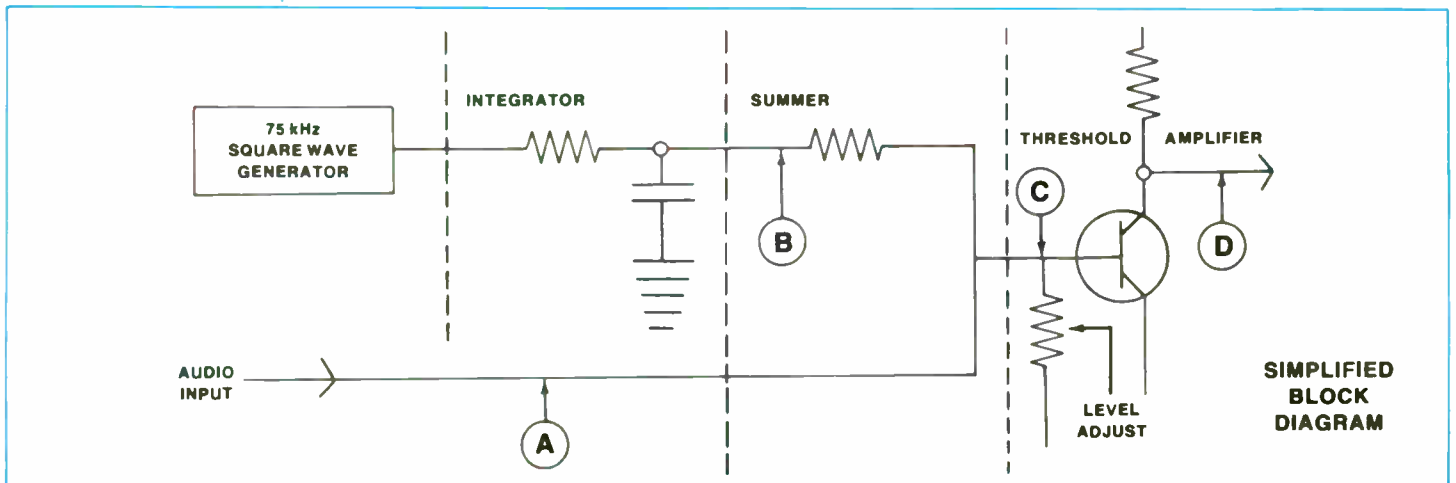 75 kHz
SQUARE WAVE
GENERATOR
INTEGRATOR
SUMMER
THRESHOLD
AMPLIFIER
B
C
D
AUDIO
INPUT
A
LEVEL
ADJUST
SIMPLIFIED
BLOCK
DIAGRAM